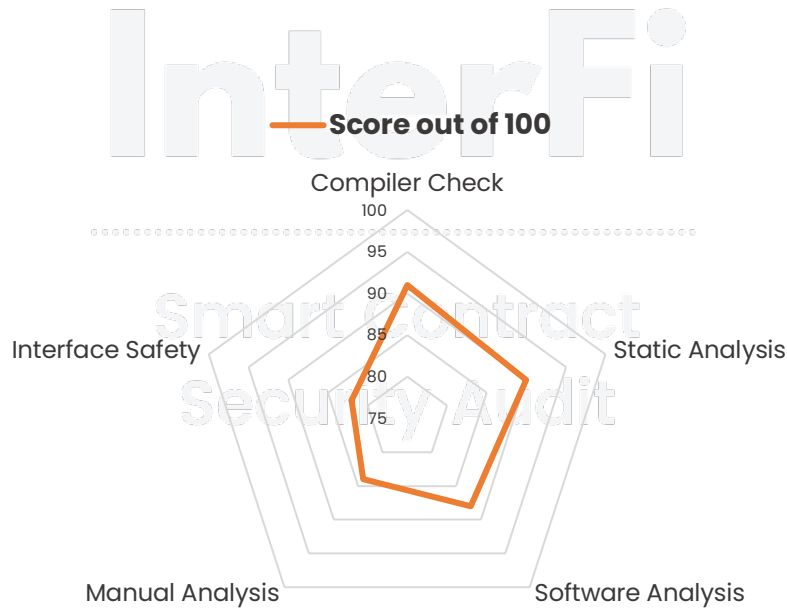 InterFi
Score out of 100
Compiler Check
100
95
90
Smart Contract
85
Interface Safety
Static Analysis
80
Security Audit
75
Manual Analysis
Software Analysis